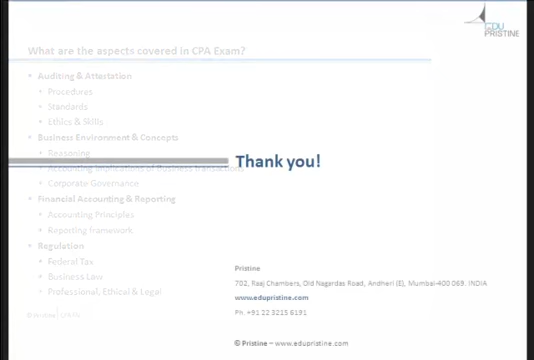 EDU
PRISTINE
What are the aspects covered in CPA Exam?
Auditing & Attestation
Procedures
Standards
Ethics & Skills
Business Environment & Concepts
Reasoning
Accounting Implications of Business transactions
Thank you!
Corporate Governance
Financial Accounting & Reporting
Accounting Principles
Reporting framework
Regulation
Federal Tax
Business Law
Professional, Ethical & Legal
Pristine
702, Raaj Chambers, Old Nagardas Road, Andheri (E), Mumbai-400 069. INDIA
www.edupristine.com
Ph. +91 22 3215 6191
© Pristine – www.edupristine.com